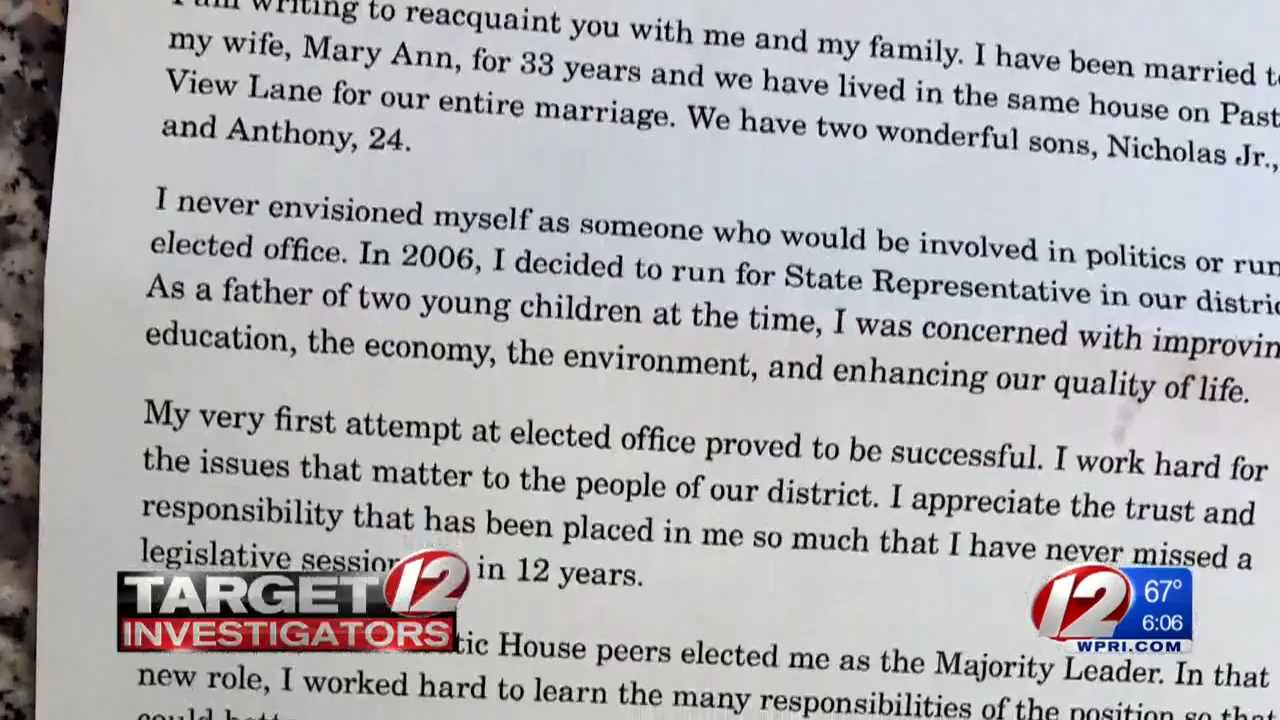 I am writing to reacquaint you with me and my family. I have been married to
my wife, Mary Ann, for 33 years and we have lived in the same house on Past
View Lane for our entire marriage. We have two wonderful sons, Nicholas Jr.,
and Anthony, 24.
I never envisioned myself as someone who would be involved in politics or run
elected office. In 2006, I decided to run for State Representative in our distric
As a father of two young children at the time, I was concerned with improvin
education, the economy, the environment, and enhancing our quality of life.
My very first attempt at elected office proved to be successful. I work hard for
the issues that matter to the people of our district. I appreciate the trust and
responsibility that has been placed in me so much that I have never missed a
legislative session in 12 years.
tic House peers elected me as the Majority Leader. In that
new role, I worked hard to learn the many responsibilities of the position so that
TARGET 12
INVESTIGATORS
12
67°
6:06
WPRI.COM